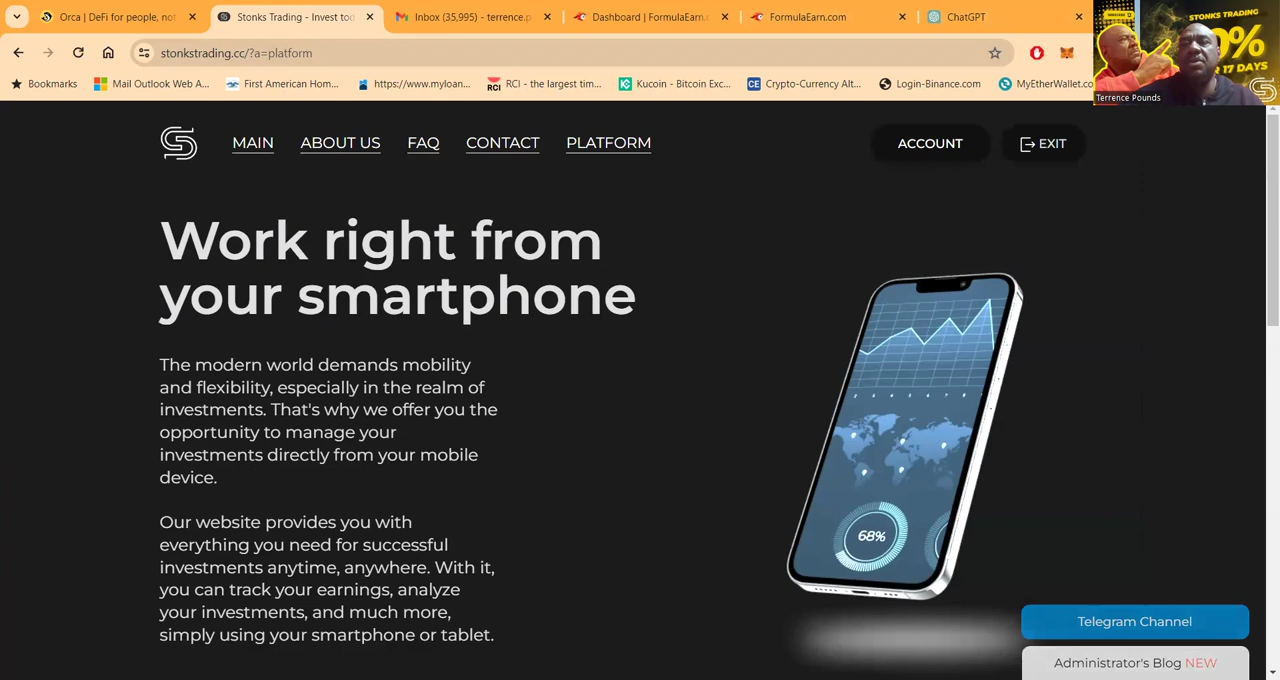 Orca | DeFi for people, not
Stonks Trading - Invest tod
Inbox (35,995) - terrence.p
Dashboard | FormulaEarn.c
FormulaEarn.com
ChatGPT
stonkstrading.cc/?a=platform
Bookmarks
Mail Outlook Web A...
First American Hom...
https://www.myloan...
RCI - the largest tim...
Kucoin - Bitcoin Exc...
Crypto-Currency Alt...
Login-Binance.com
MyEtherWallet.co
STONKS TRADING
17 DAYS
Terrence Pounds
MAIN
ABOUT US
FAQ
CONTACT
PLATFORM
ACCOUNT
EXIT
Work right from
your smartphone
The modern world demands mobility
and flexibility, especially in the realm of
investments. That's why we offer you the
opportunity to manage your
investments directly from your mobile
device.
Our website provides you with
everything you need for successful
investments anytime, anywhere. With it,
you can track your earnings, analyze
your investments, and much more,
simply using your smartphone or tablet.
68%
Telegram Channel
Administrator's Blog NEW